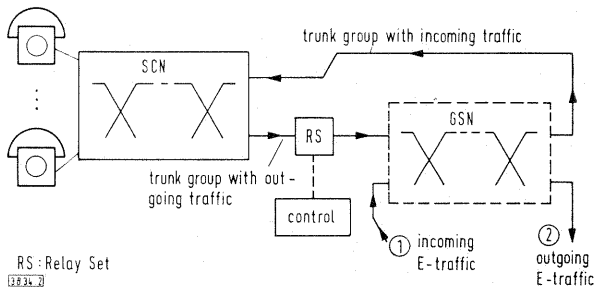 trunk group with incoming traffic
SCN
GSN
RS
trunk group with out-
going traffic
control
1 incoming
E-traffic
2
outgoing
E-traffic
RS: Relay Set
3834.2